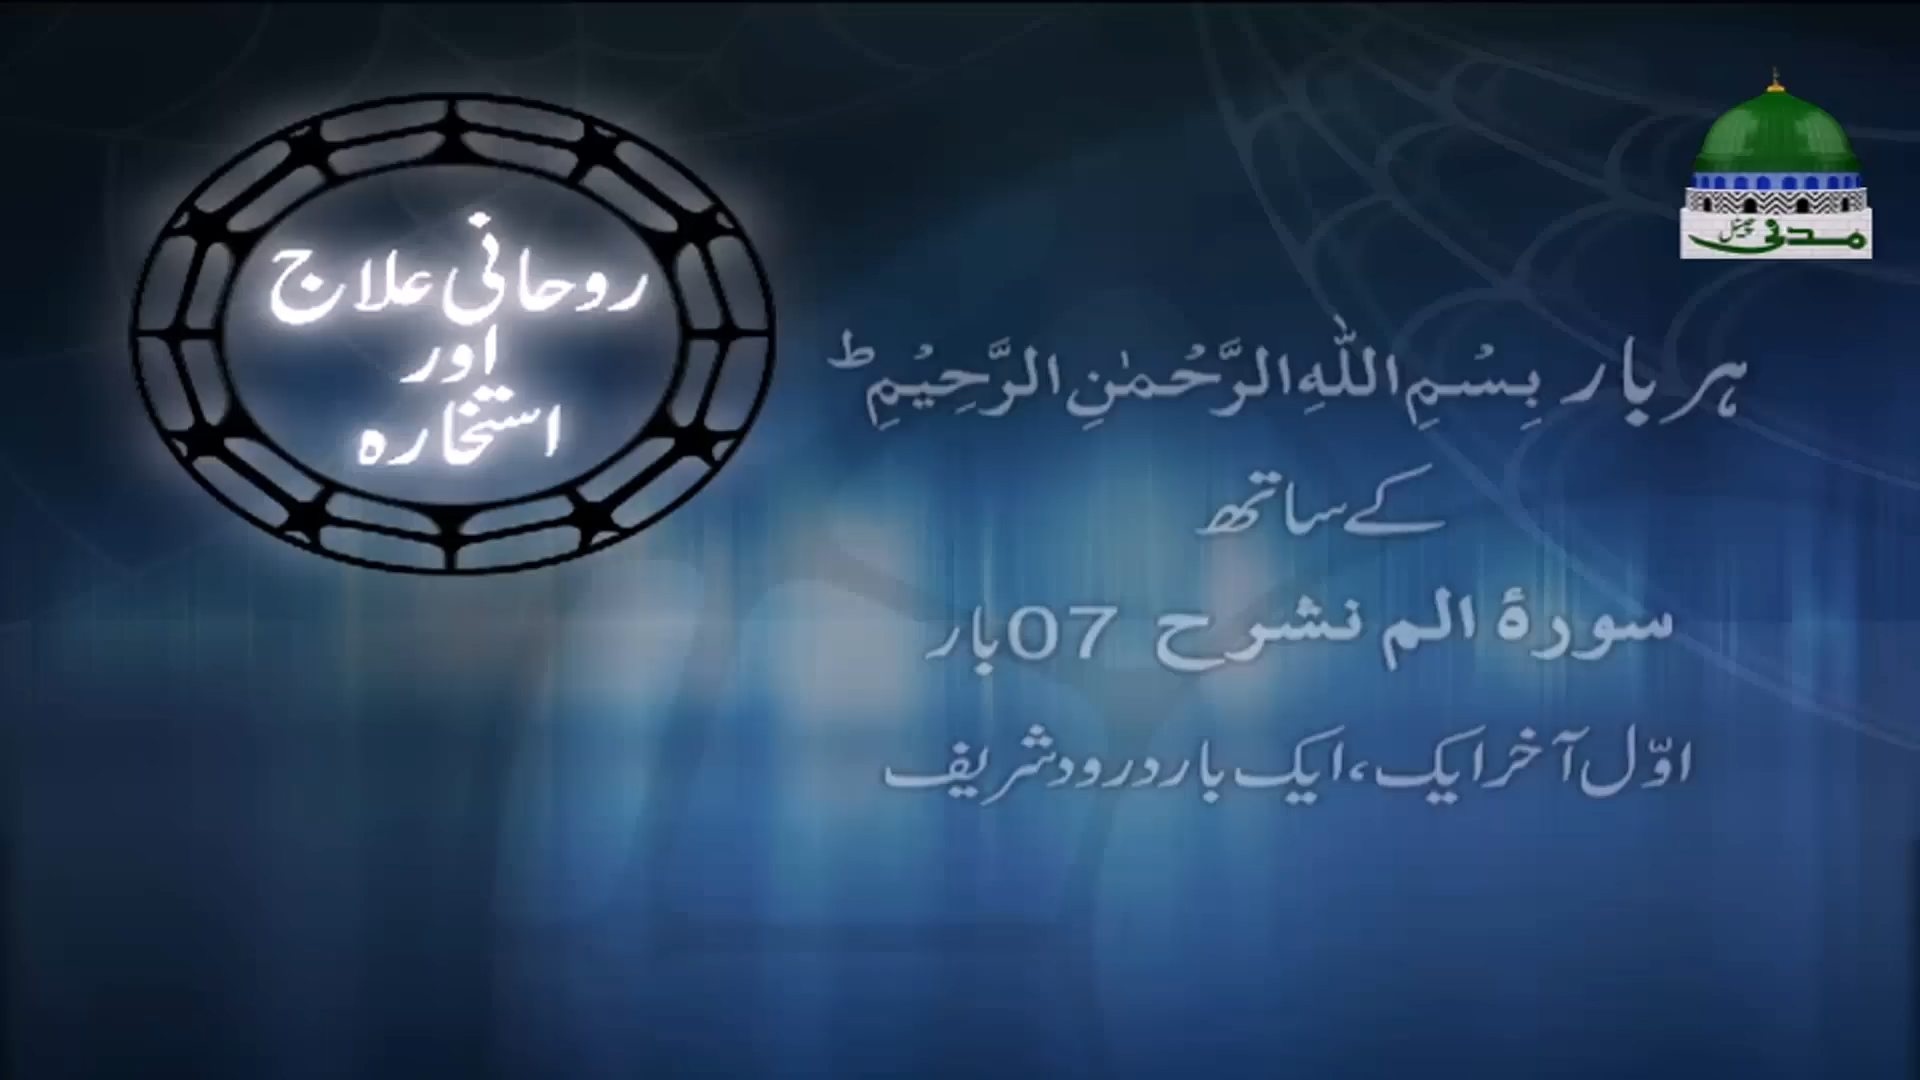 روحانی علاج
اور
استخارہ
مدنی چینل
ہر بار بِسْمِ اللّٰهِ الرَّحْمٰنِ الرَّحِیْمِ ط
کے ساتھ
سورۂ الم نشرح 07 بار
اوّل آخر ایک، ایک بار درود شریف